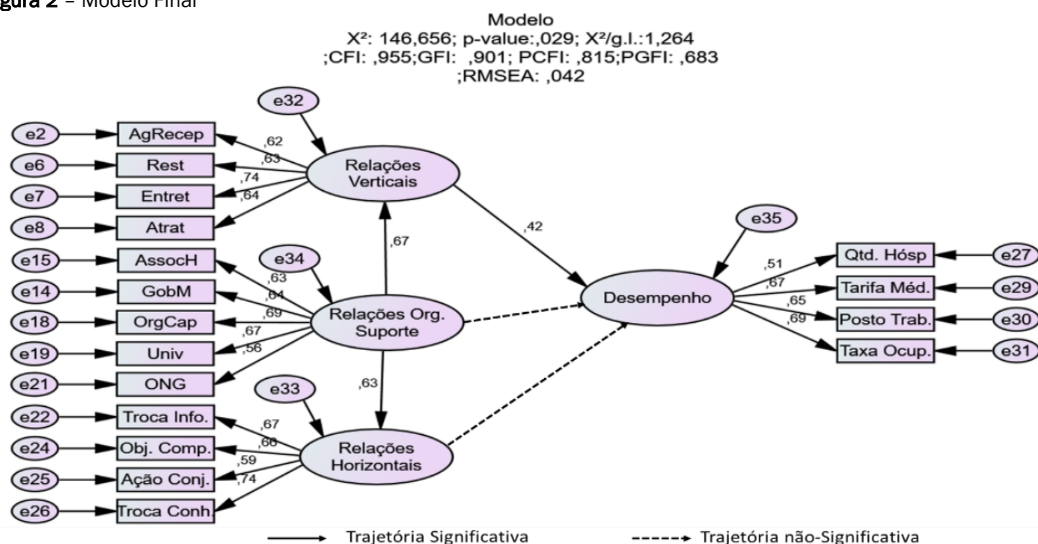 gura 2 – Modelo Final
Modelo
X²: 146,656; p-value:,029; X²/g.l.:1,264
;CFI: ,955;GFI: ,901; PCFI: ,815;PGFI: ,683
;RMSEA: ,042
e32
e2 AgRecep ,62
e6 Rest ,63
e7 Entret ,74
e8 Atrat ,64
Relações
Verticais
,67
,42
e15 AssocH ,63
e14 GobM ,64
e18 OrgCap ,69
e19 Univ ,67
e21 ONG ,56
e34
Relações Org.
Suporte
,63
e33
e22 Troca Info. ,67
e24 Obj. Comp. ,66
e25 Ação Conj. ,59
e26 Troca Conh. ,74
Relações
Horizontais
e35
Desempenho
,51 Qtd. Hósp e27
,67 Tarifa Méd. e29
,65 Posto Trab. e30
,69 Taxa Ocup. e31
Trajetória Significativa
Trajetória não-Significativa